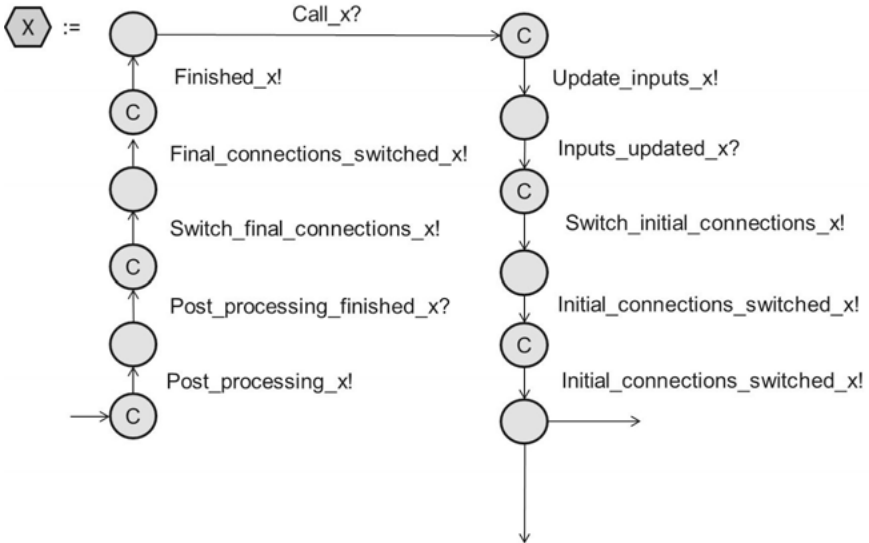 X :=
Call_x?
C
Finished_x!
Update_inputs_x!
C
Final_connections_switched_x!
Inputs_updated_x?
C
Switch_final_connections_x!
Switch_initial_connections_x!
C
Post_processing_finished_x?
Initial_connections_switched_x!
C
Post_processing_x!
Initial_connections_switched_x!
C